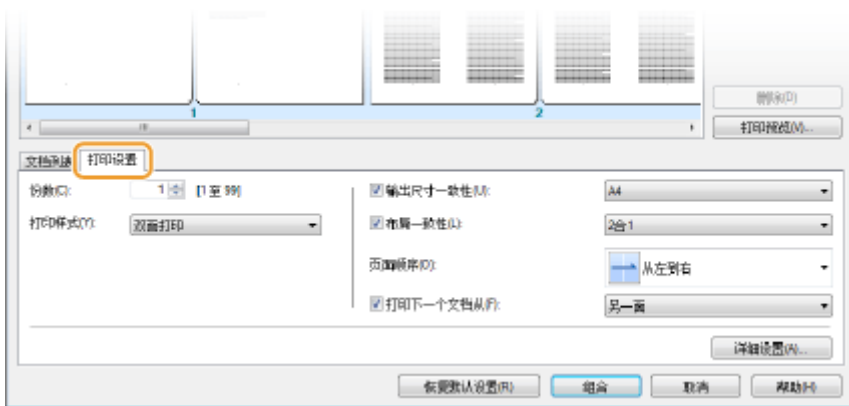 1 2
删除(D)
打印预览(V)...
文档列表 打印设置
份数(C): 1 [1 至 99] 输出尺寸一致性(U): A4
打印样式(Y): 双面打印 布局一致性(L): 2合1
页面顺序(O): 从左到右
打印下一个文档从(F): 另一面
详细设置(A)...
恢复默认设置(R) 组合 取消 帮助(H)